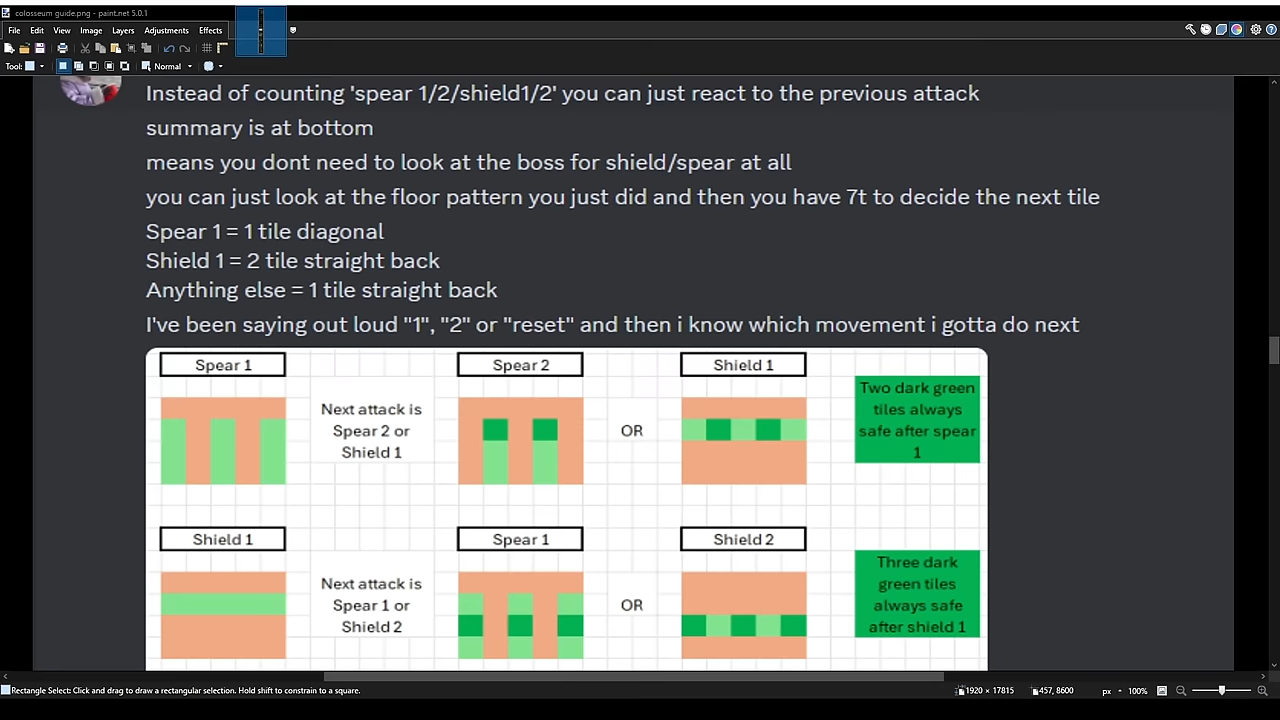 colosseum guide.png - paint.net 5.0.1
File Edit View Image Layers Adjustments Effects
Tool: Normal
Instead of counting 'spear 1/2/shield1/2' you can just react to the previous attack
summary is at bottom
means you dont need to look at the boss for shield/spear at all
you can just look at the floor pattern you just did and then you have 7t to decide the next tile
Spear 1 = 1 tile diagonal
Shield 1 = 2 tile straight back
Anything else = 1 tile straight back
I've been saying out loud "1", "2" or "reset" and then i know which movement i gotta do next
Spear 1
Next attack is
Spear 2 or
Shield 1
Spear 2
OR
Shield 1
Two dark green
tiles always
safe after spear
1
Shield 1
Next attack is
Spear 1 or
Shield 2
Spear 1
OR
Shield 2
Three dark
green tiles
always safe
after shield 1
Rectangle Select: Click and drag to draw a rectangular selection. Hold shift to constrain to a square.
1920 × 17815
457, 8600
px
100%